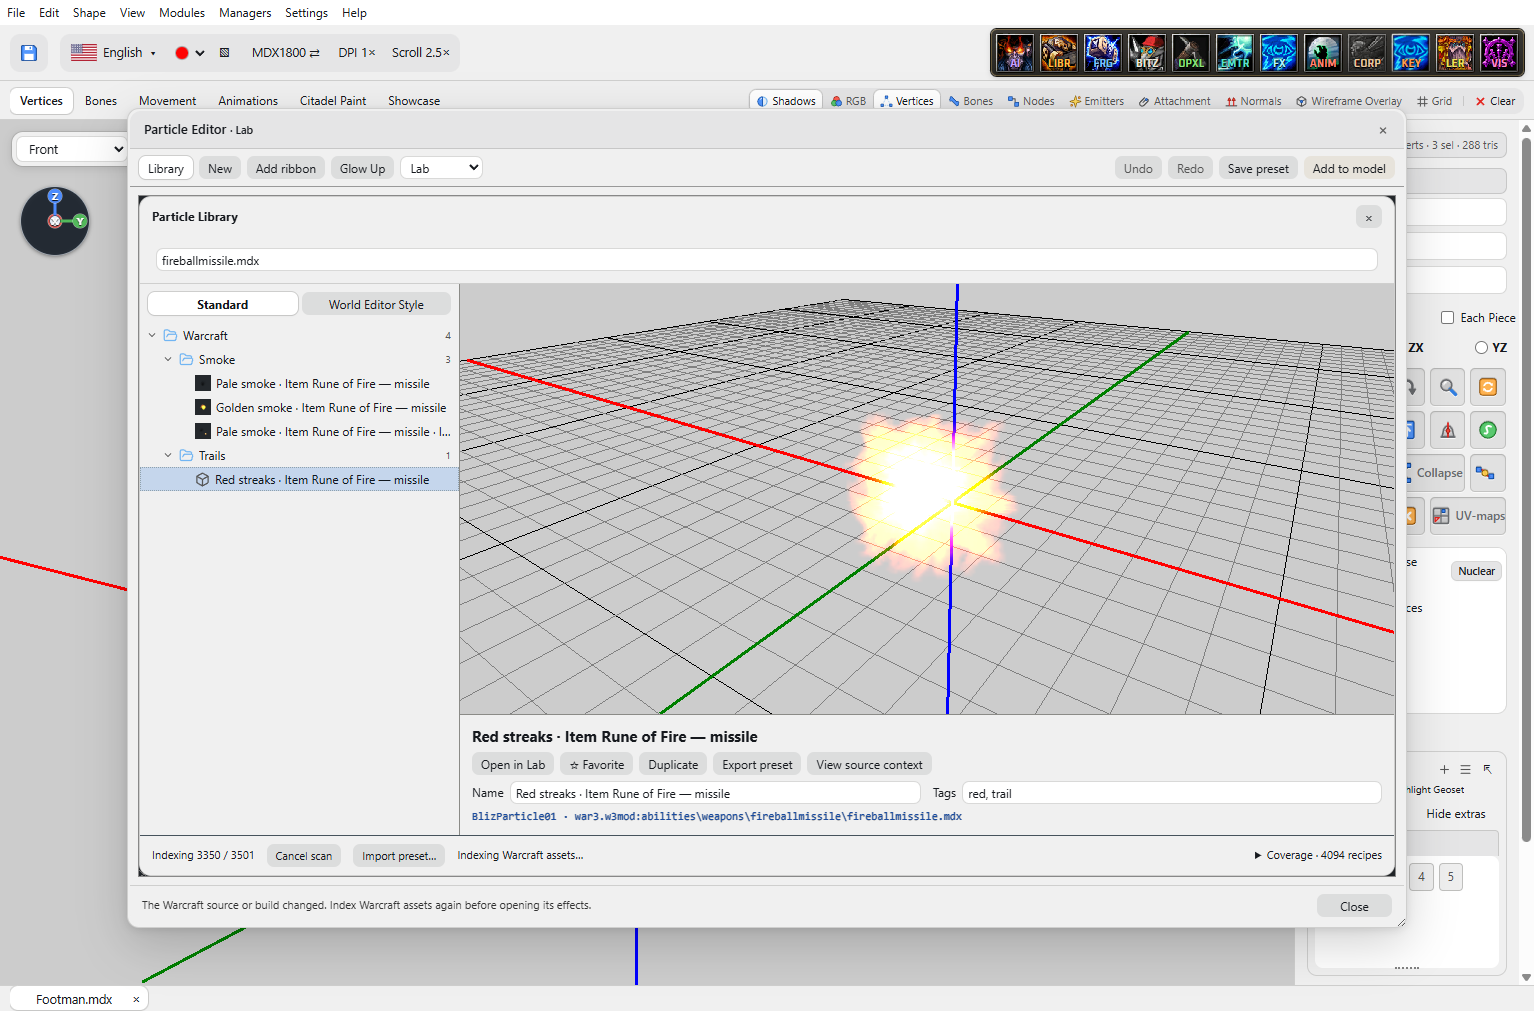 File Edit Shape View Modules Managers Settings Help
English MDX1800 ⇄ DPI 1× Scroll 2.5×
AI LIBR FRG BITZ OPXL EMTR FX ANIM CORP KEY LER VIS
Vertices Bones Movement Animations Citadel Paint Showcase
Shadows RGB Vertices Bones Nodes Emitters Attachment Normals Wireframe Overlay Grid Clear
Particle Editor · Lab ×
Front
Z
Y
Library New Add ribbon Glow Up Lab Undo Redo Save preset Add to model
erts · 3 sel · 288 tris
Particle Library ×
fireballmissile.mdx
Standard World Editor Style
Warcraft 4
Smoke 3
Pale smoke · Item Rune of Fire — missile
Golden smoke · Item Rune of Fire — missile
Pale smoke · Item Rune of Fire — missile · I...
Trails 1
Red streaks · Item Rune of Fire — missile
Each Piece
ZX YZ
Collapse
UV-maps
se
Nuclear
ces
Red streaks · Item Rune of Fire — missile
Open in Lab ☆ Favorite Duplicate Export preset View source context
Name Red streaks · Item Rune of Fire — missile Tags red, trail
BlizParticle01 · war3.w3mod:abilities\weapons\fireballmissile\fireballmissile.mdx
nlight Geoset
Hide extras
4 5
Indexing 3350 / 3501 Cancel scan Import preset... Indexing Warcraft assets... ▶ Coverage · 4094 recipes
The Warcraft source or build changed. Index Warcraft assets again before opening its effects. Close
Footman.mdx ×